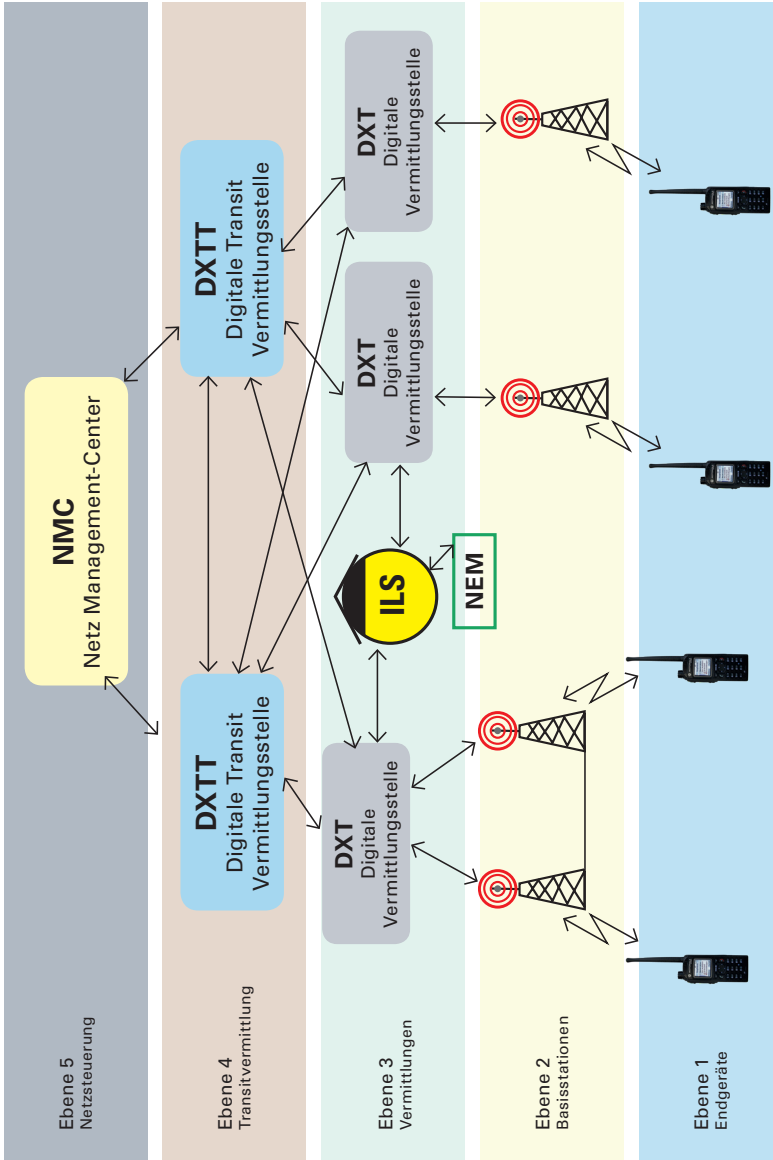 Ebene 5
Netzsteuerung
NMC
Netz Management-Center
Ebene 4
Transitvermittlung
DXTT
Digitale Transit
Vermittlungsstelle
DXTT
Digitale Transit
Vermittlungsstelle
Ebene 3
Vermittlungen
DXT
Digitale
Vermittlungsstelle
ILS
NEM
DXT
Digitale
Vermittlungsstelle
DXT
Digitale
Vermittlungsstelle
Ebene 2
Basisstationen
Ebene 1
Endgeräte